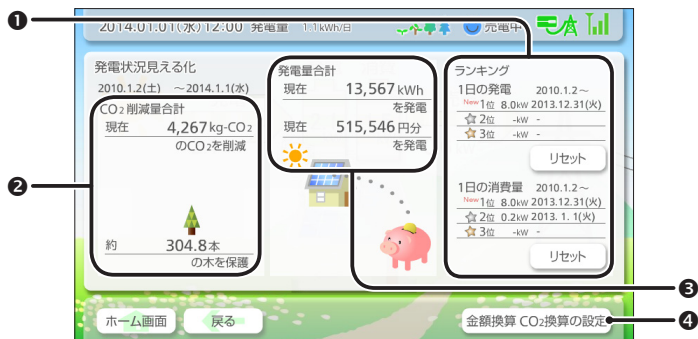 ❶
2014.01.01(水)12:00 発電量 1.1kWh/日 売電中
発電状況見える化
2010.1.2(土) ～2014.1.1(水)
CO2 削減量合計
現在 4,267 kg-CO2
のCO2を削減
約 304.8本
の木を保護
❷
発電量合計
現在 13,567 kWh
を発電
現在 515,546 円分
を発電
ランキング
1日の発電 2010.1.2～
New 1位 8.0kw 2013.12.31(火)
2位 -kw -
3位 -kw -
リセット
1日の消費量 2010.1.2～
New 1位 8.0kw 2013.12.31(火)
2位 0.2kw 2013. 1. 1(火)
3位 -kw -
リセット
❸
ホーム画面
戻る
金額換算 CO2換算の設定
❹